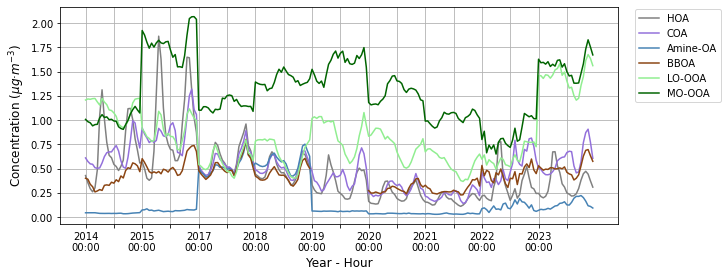 2.00
1.75
1.50
1.25
1.00
0.75
0.50
0.25
0.00
Concentration (μg·m⁻³)
2014 2015 2016 2017 2018 2019 2020 2021 2022 2023
00:00 00:00 00:00 00:00 00:00 00:00 00:00 00:00 00:00
Year - Hour
HOA
COA
Amine-OA
BBOA
LO-OOA
MO-OOA